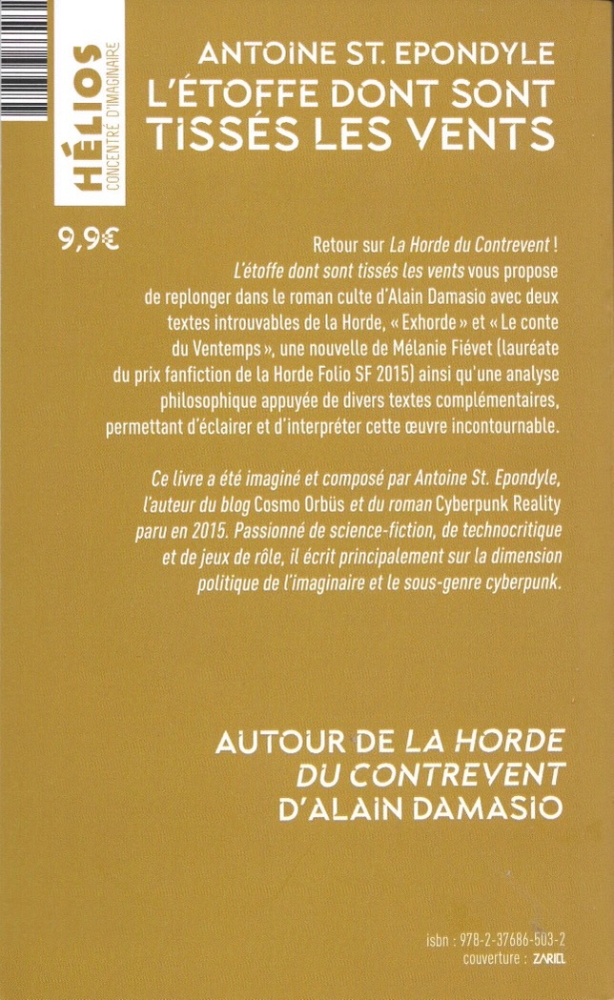 HÉLIOS
CONCENTRÉ D'IMAGINAIRE
ANTOINE ST. EPONDYLE
L'ÉTOFFE DONT SONT
TISSÉS LES VENTS
9,9€
Retour sur La Horde du Contrevent !
L'étoffe dont sont tissés les vents vous propose
de replonger dans le roman culte d'Alain Damasio avec deux
textes introuvables de la Horde, « Exhorde » et « Le conte
du Ventemps », une nouvelle de Mélanie Fiévet (lauréate
du prix fanfiction de la Horde Folio SF 2015) ainsi qu'une analyse
philosophique appuyée de divers textes complémentaires,
permettant d'éclairer et d'interpréter cette œuvre incontournable.
Ce livre a été imaginé et composé par Antoine St. Epondyle,
l'auteur du blog Cosmo Orbüs et du roman Cyberpunk Reality
paru en 2015. Passionné de science-fiction, de technocritique
et de jeux de rôle, il écrit principalement sur la dimension
politique de l'imaginaire et le sous-genre cyberpunk.
AUTOUR DE LA HORDE
DU CONTREVENT
D'ALAIN DAMASIO
isbn : 978-2-37686-503-2
couverture : ZARIEL